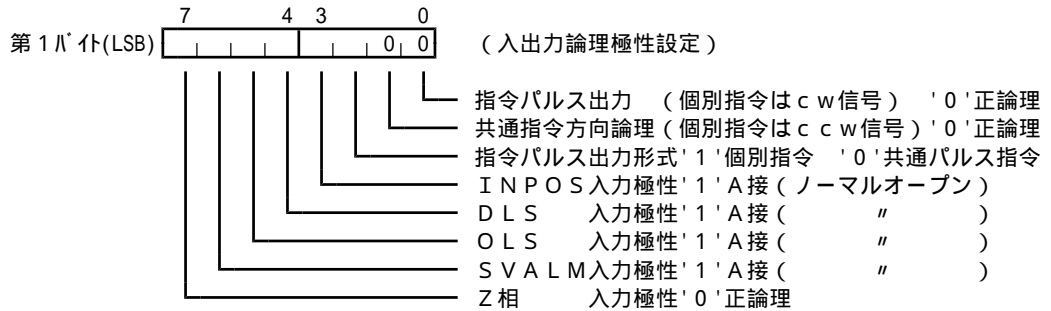 7 4 3 0
第1バイト(LSB) 0 0 (入出力論理極性設定)
指令パルス出力 (個別指令はcw信号) '0'正論理
共通指令方向論理(個別指令はccw信号)'0'正論理
指令パルス出力形式'1'個別指令 '0'共通パルス指令
INPOS入力極性'1'A接(ノーマルオープン)
DLS 入力極性'1'A接( 〃 )
OLS 入力極性'1'A接( 〃 )
SVALM入力極性'1'A接( 〃 )
Z相 入力極性'0'正論理